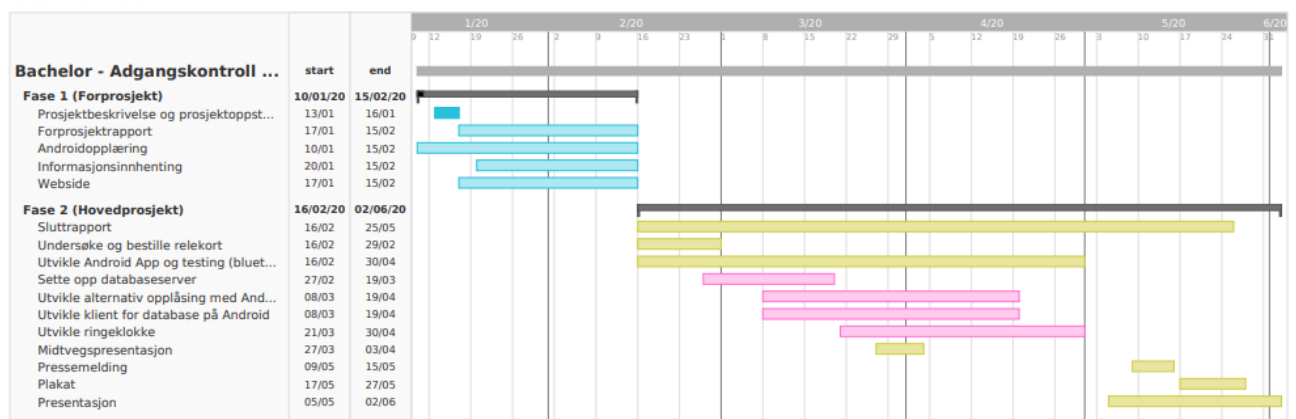 1/20 2/20 3/20 4/20 5/20 6/20
9 12 19 26 2 9 16 23 1 8 15 22 29 5 12 19 26 3 10 17 24 31
Bachelor - Adgangskontroll ... start end
Fase 1 (Forprosjekt) 10/01/20 15/02/20
Prosjektbeskrivelse og prosjektoppst... 13/01 16/01
Forprosjektrapport 17/01 15/02
Androidopplæring 10/01 15/02
Informasjonsinnhenting 20/01 15/02
Webside 17/01 15/02
Fase 2 (Hovedprosjekt) 16/02/20 02/06/20
Sluttrapport 16/02 25/05
Undersøke og bestille relekort 16/02 29/02
Utvikle Android App og testing (bluet... 16/02 30/04
Sette opp databaseserver 27/02 19/03
Utvikle alternativ opplåsing med And... 08/03 19/04
Utvikle klient for database på Android 08/03 19/04
Utvikle ringeklokke 21/03 30/04
Midtvegspresentasjon 27/03 03/04
Pressemelding 09/05 15/05
Plakat 17/05 27/05
Presentasjon 05/05 02/06